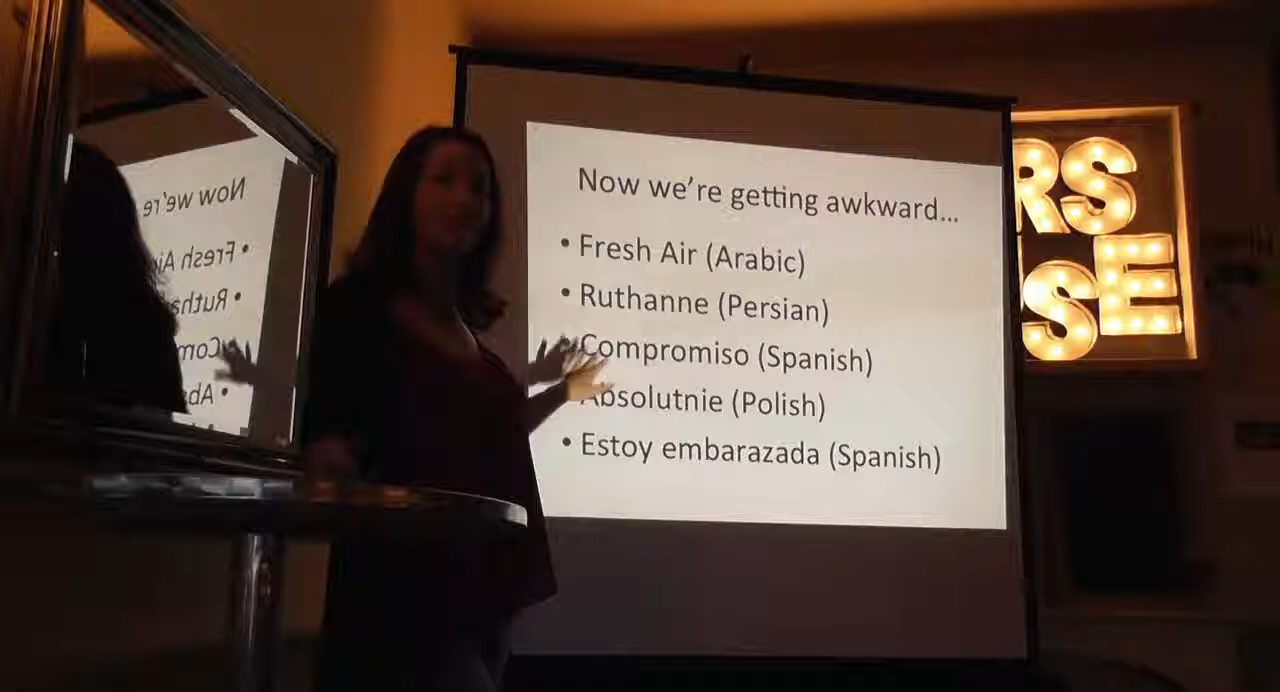 Now we're getting awkward...
• Fresh Air (Arabic)
• Ruthanne (Persian)
• Compromiso (Spanish)
Absolutnie (Polish)
• Estoy embarazada (Spanish)
RS
SE